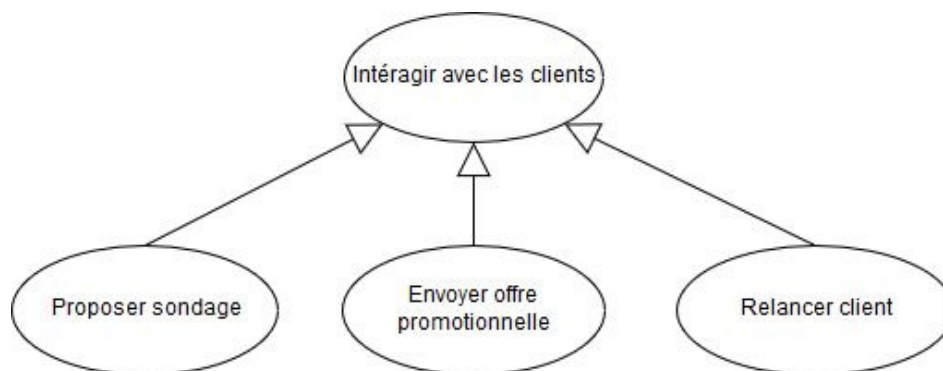 Intéragir avec les clients
Proposer sondage
Envoyer offre
promotionnelle
Relancer client